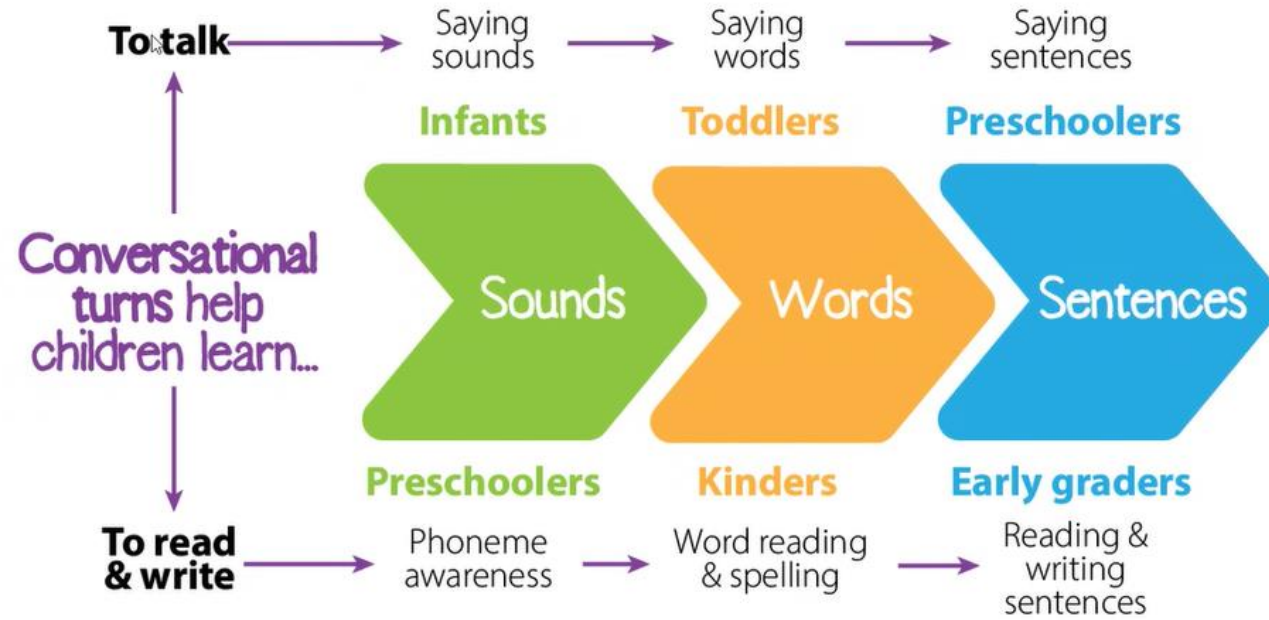 To talk
Saying
sounds
Saying
words
Saying
sentences
Infants
Toddlers
Preschoolers
Conversational
turns help
children learn...
Sounds
Words
Sentences
Preschoolers
Kinders
Early graders
To read
& write
Phoneme
awareness
Word reading
& spelling
Reading &
writing
sentences